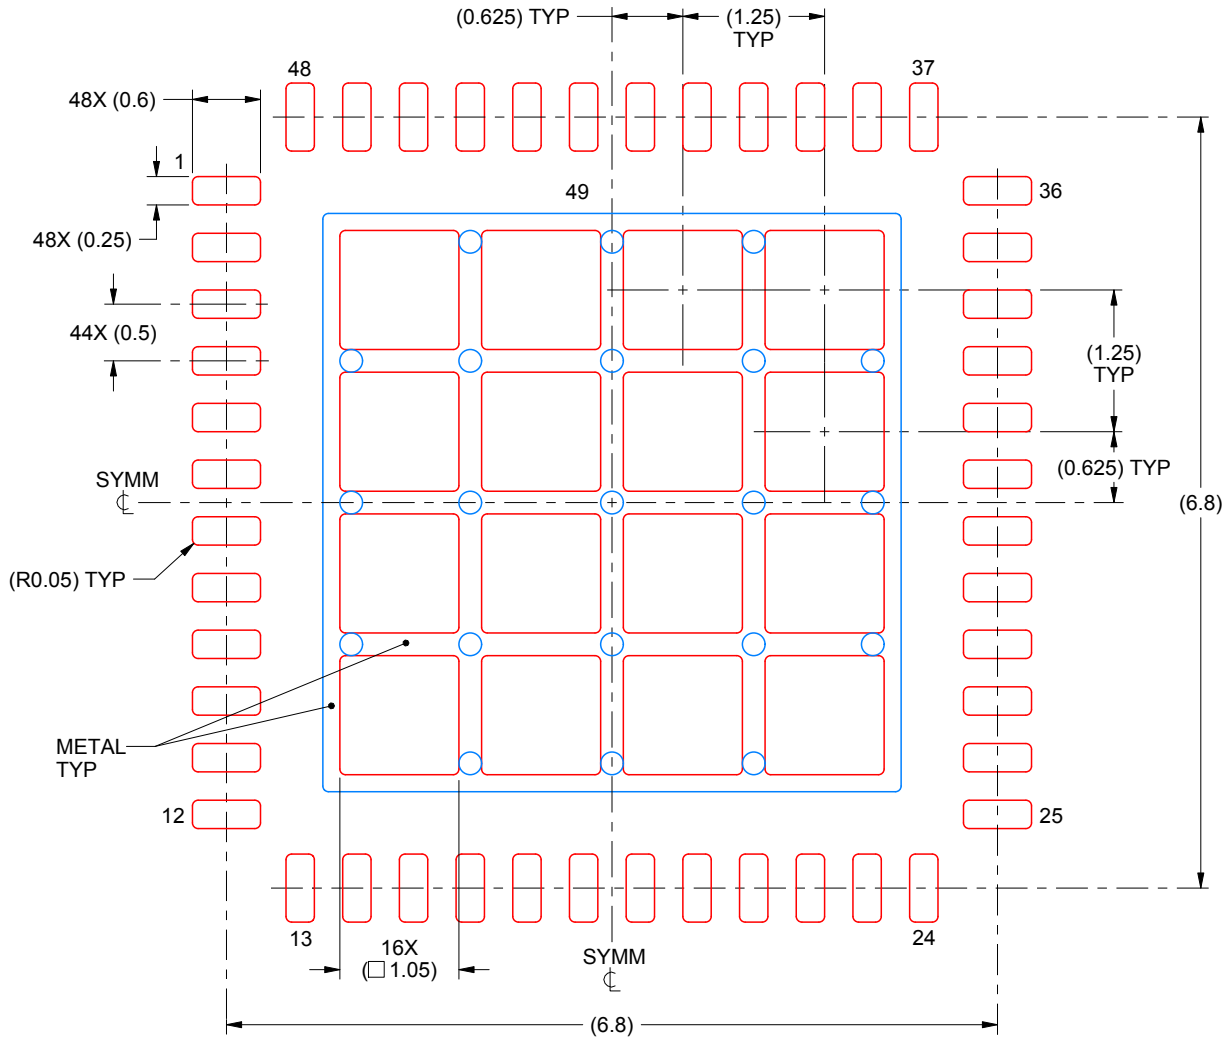 (0.625) TYP
(1.25)
TYP
48
37
48X (0.6)
1
49
36
48X (0.25)
44X (0.5)
(1.25)
TYP
(0.625) TYP
SYMM
℄
(6.8)
(R0.05) TYP
METAL
TYP
12
25
13
16X
(□ 1.05)
SYMM
℄
24
(6.8)